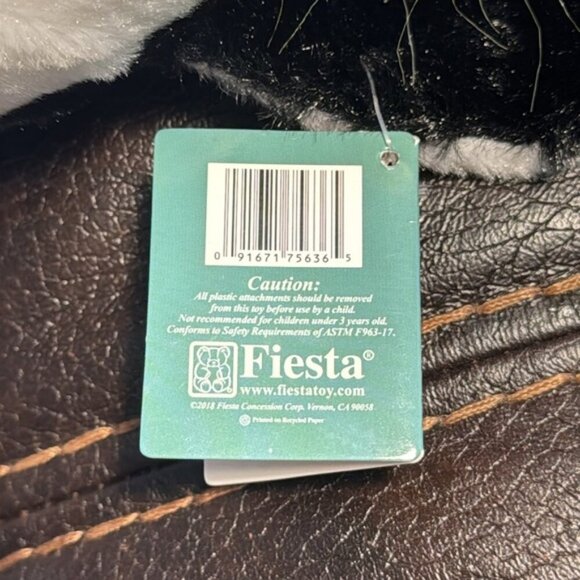 0 91671 75636 5
Caution:
All plastic attachments should be removed
from this toy before use by a child.
Not recommended for children under 3 years old.
Conforms to Safety Requirements of ASTM F963-17.
Fiesta®
www.fiestatoy.com
©2018 Fiesta Concession Corp. Vernon, CA 90058
Printed on Recycled Paper